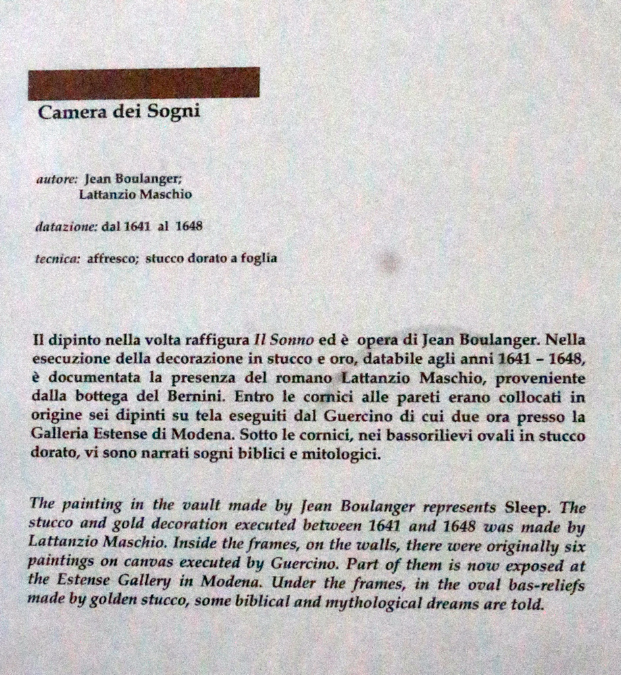 Camera dei Sogni
autore: Jean Boulanger;
Lattanzio Maschio
datazione: dal 1641 al 1648
tecnica: affresco; stucco dorato a foglia
Il dipinto nella volta raffigura Il Sonno ed è opera di Jean Boulanger. Nella
esecuzione della decorazione in stucco e oro, databile agli anni 1641 – 1648,
è documentata la presenza del romano Lattanzio Maschio, proveniente
dalla bottega del Bernini. Entro le cornici alle pareti erano collocati in
origine sei dipinti su tela eseguiti dal Guercino di cui due ora presso la
Galleria Estense di Modena. Sotto le cornici, nei bassorilievi ovali in stucco
dorato, vi sono narrati sogni biblici e mitologici.
The painting in the vault made by Jean Boulanger represents Sleep. The
stucco and gold decoration executed between 1641 and 1648 was made by
Lattanzio Maschio. Inside the frames, on the walls, there were originally six
paintings on canvas executed by Guercino. Part of them is now exposed at
the Estense Gallery in Modena. Under the frames, in the oval bas-reliefs
made by golden stucco, some biblical and mythological dreams are told.